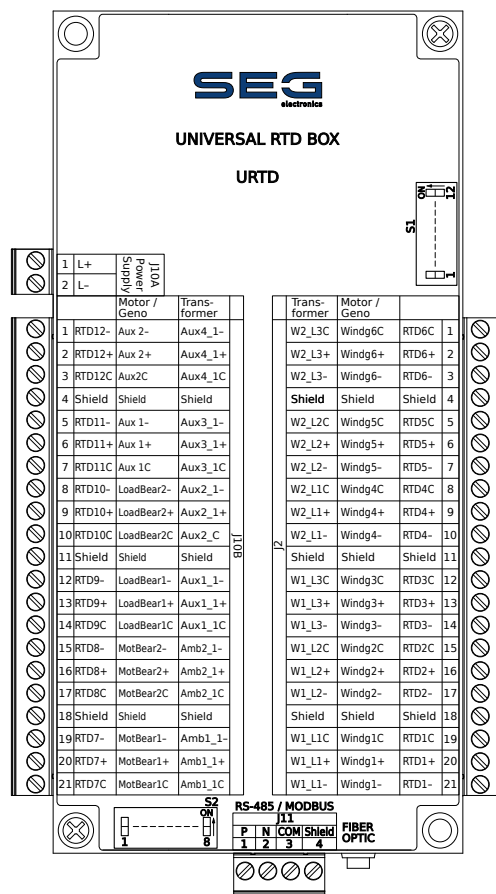 SEG
electronics
UNIVERSAL RTD BOX
URTD
ON
12
S1
1
1 L+
2 L–
J10A
Power
Supply
Motor / Geno Trans-former
1 RTD12– Aux 2– Aux4_1–
2 RTD12+ Aux 2+ Aux4_1+
3 RTD12C Aux2C Aux4_1C
4 Shield Shield Shield
5 RTD11– Aux 1– Aux3_1–
6 RTD11+ Aux 1+ Aux3_1+
7 RTD11C Aux 1C Aux3_1C
8 RTD10– LoadBear2– Aux2_1–
9 RTD10+ LoadBear2+ Aux2_1+
10 RTD10C LoadBear2C Aux2_C
11 Shield Shield Shield
12 RTD9– LoadBear1– Aux1_1–
13 RTD9+ LoadBear1+ Aux1_1+
14 RTD9C LoadBear1C Aux1_1C
15 RTD8– MotBear2– Amb2_1–
16 RTD8+ MotBear2+ Amb2_1+
17 RTD8C MotBear2C Amb2_1C
18 Shield Shield Shield
19 RTD7– MotBear1– Amb1_1–
20 RTD7+ MotBear1+ Amb1_1+
21 RTD7C MotBear1C Amb1_1C
J10B
J2
Trans-former Motor / Geno
W2_L3C Windg6C RTD6C 1
W2_L3+ Windg6+ RTD6+ 2
W2_L3– Windg6– RTD6– 3
Shield Shield Shield 4
W2_L2C Windg5C RTD5C 5
W2_L2+ Windg5+ RTD5+ 6
W2_L2– Windg5– RTD5– 7
W2_L1C Windg4C RTD4C 8
W2_L1+ Windg4+ RTD4+ 9
W2_L1– Windg4– RTD4– 10
Shield Shield Shield 11
W1_L3C Windg3C RTD3C 12
W1_L3+ Windg3+ RTD3+ 13
W1_L3– Windg3– RTD3– 14
W1_L2C Windg2C RTD2C 15
W1_L2+ Windg2+ RTD2+ 16
W1_L2– Windg2– RTD2– 17
Shield Shield Shield 18
W1_L1C Windg1C RTD1C 19
W1_L1+ Windg1+ RTD1+ 20
W1_L1– Windg1– RTD1– 21
S2
ON
1 8
RS-485 / MODBUS
J11
P N COM Shield
1 2 3 4
FIBER
OPTIC